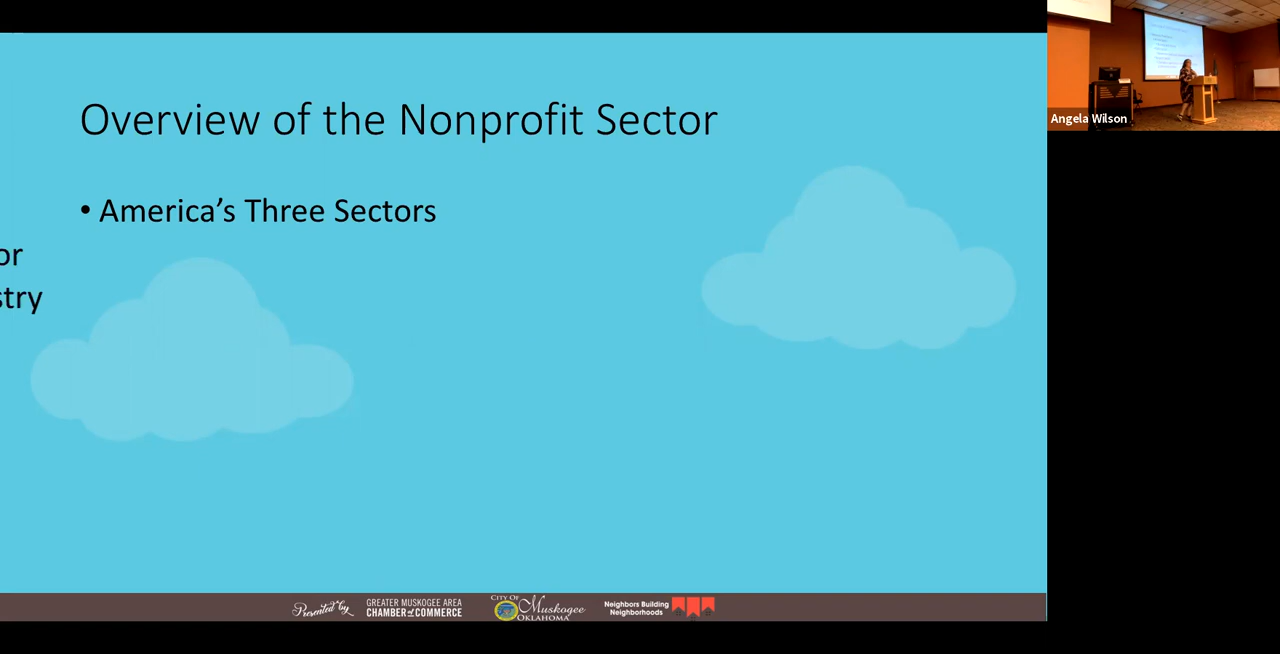 Overview of the Nonprofit Sector
• America's Three Sectors
or
stry
Angela Wilson
Presented by
GREATER MUSKOGEE AREA
CHAMBER of COMMERCE
CITY OF
Muskogee
OKLAHOMA
Neighbors Building
Neighborhoods